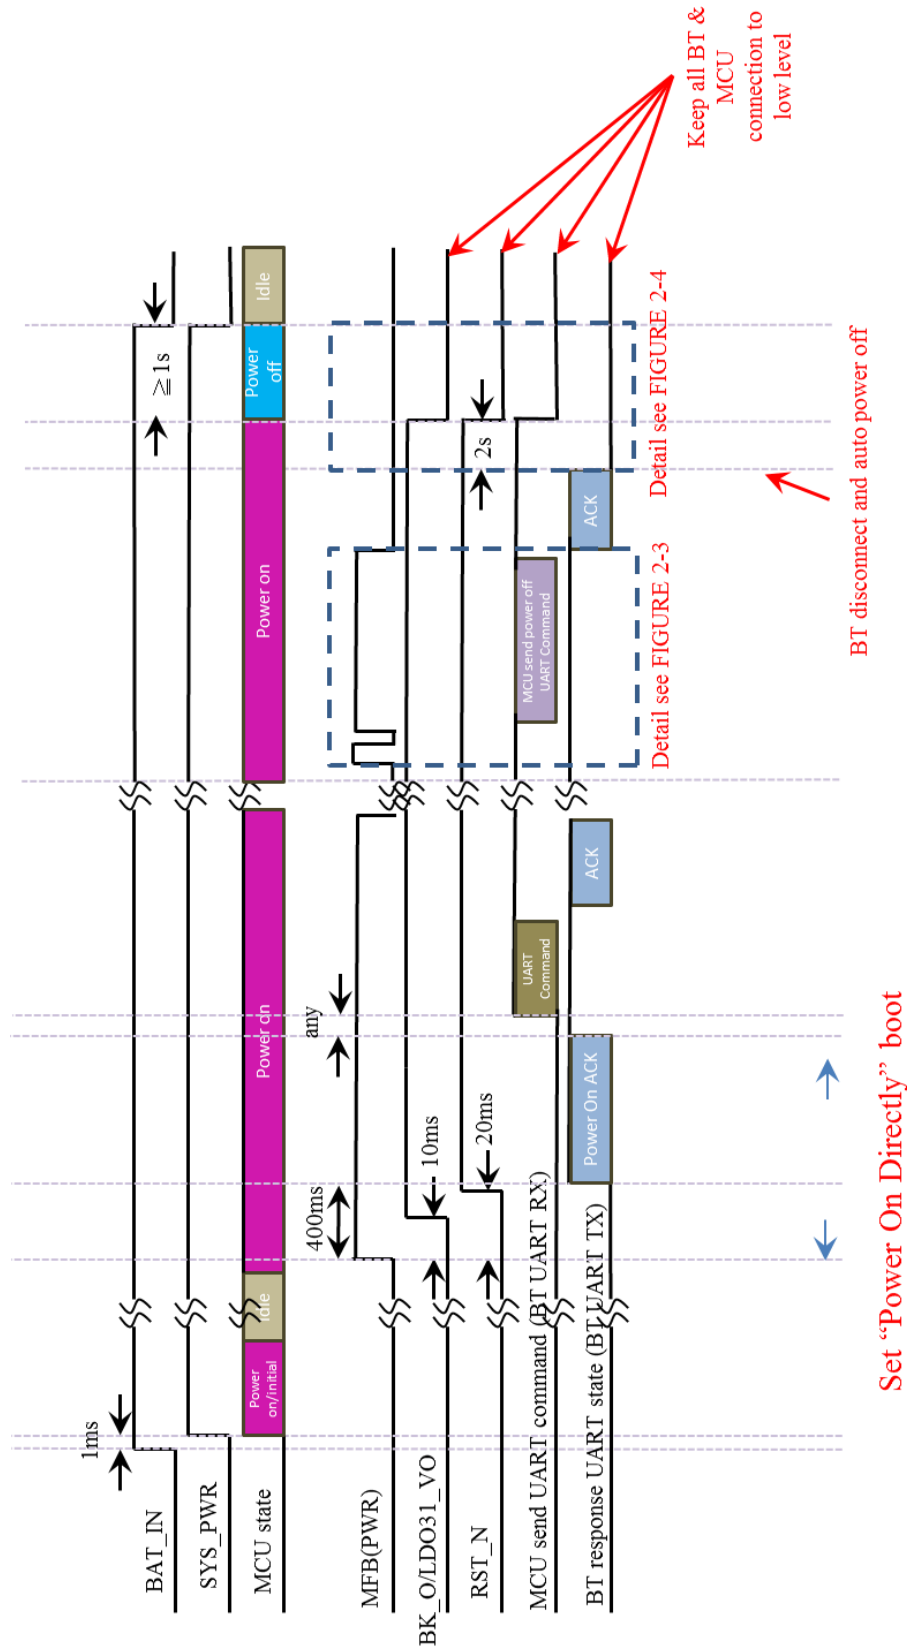 1ms
≧1s
BAT_IN
SYS_PWR
MCU state
Power
on/initial
Idle
Power on
Power on
Power
off
Idle
400ms
any
MFB(PWR)
10ms
BK_O/LDO31_VO
20ms
2s
RST_N
MCU send UART command (BT UART RX)
UART
Command
MCU send power off
UART Command
BT response UART state (BT UART TX)
Power On ACK
ACK
ACK
Detail see FIGURE 2-3
Detail see FIGURE 2-4
Keep all BT &
MCU
connection to
low level
BT disconnect and auto power off
Set “Power On Directly” boot